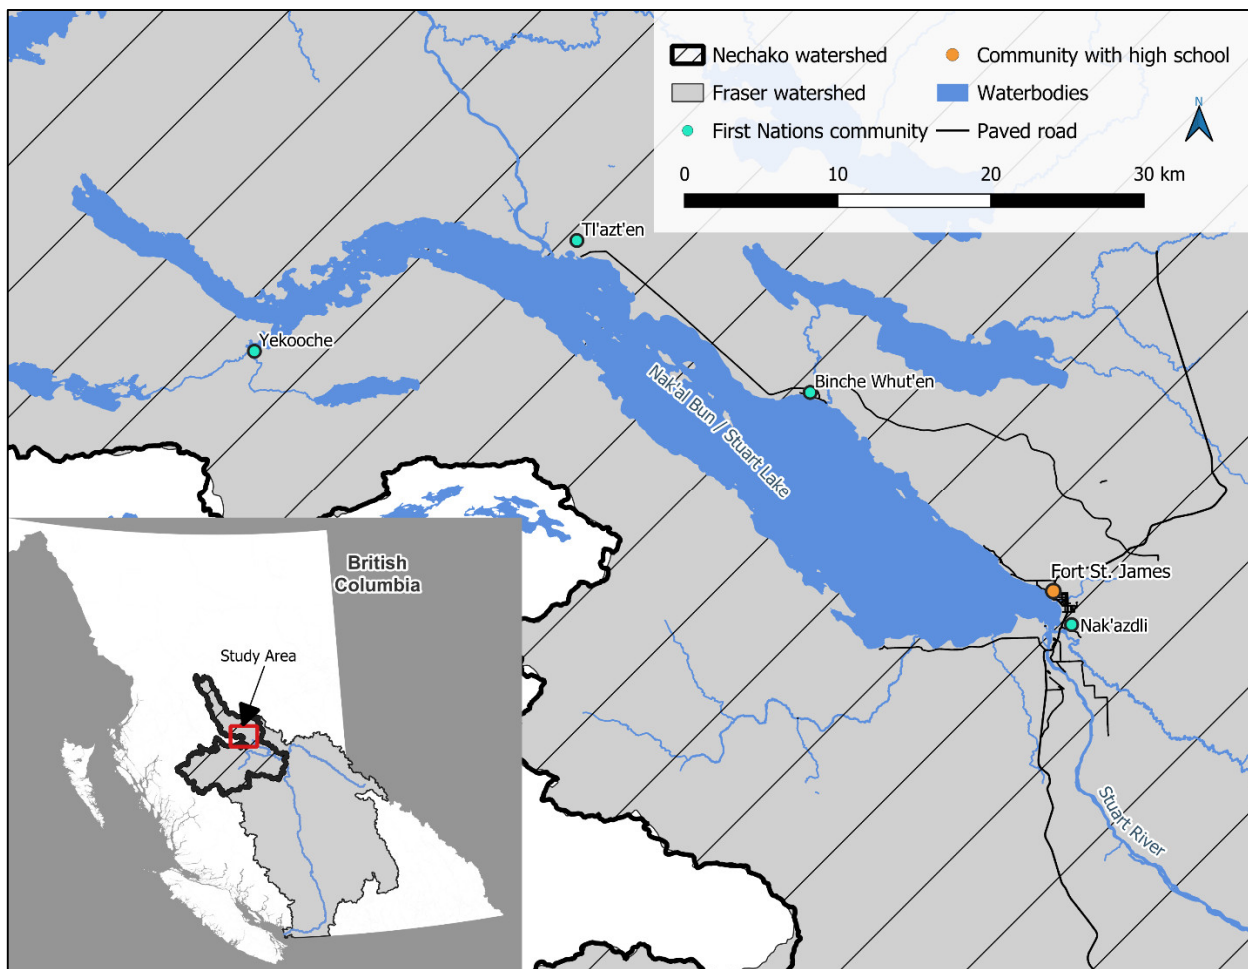 Nechako watershed
Community with high school
Fraser watershed
Waterbodies
First Nations community
Paved road
N
0 10 20 30 km
Tl'azt'en
Yekooche
Binche Whut'en
Nak'al Bun / Stuart Lake
Fort St. James
Nak'azdli
Stuart River
British
Columbia
Study Area